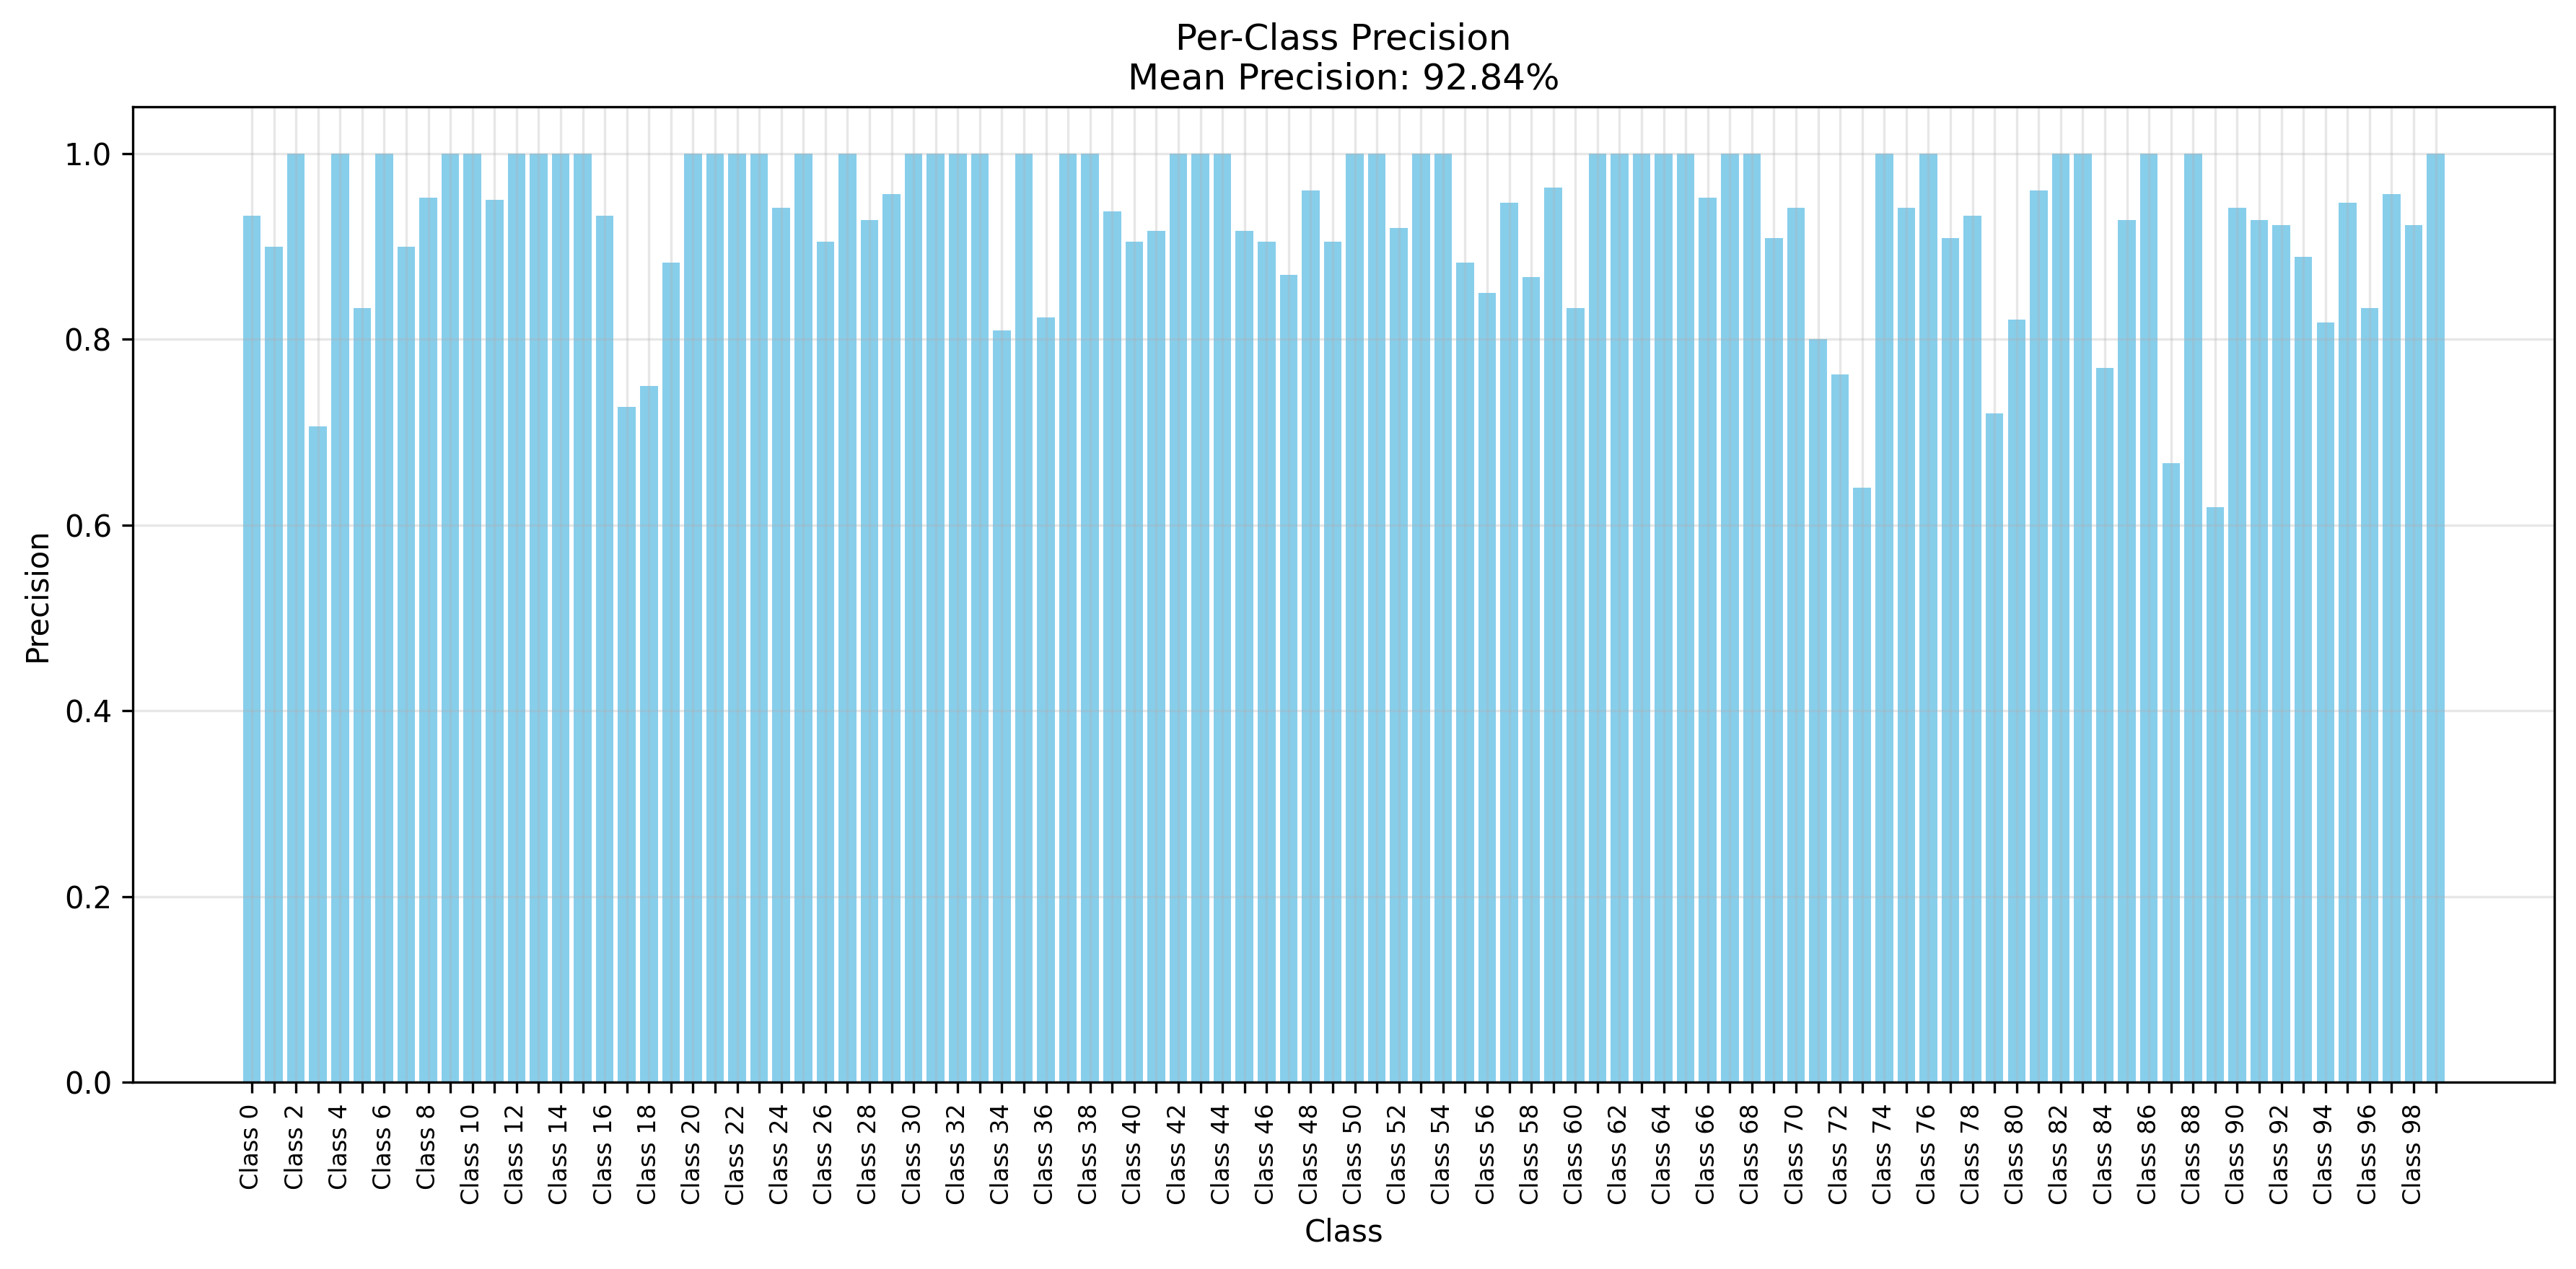 Per-Class Precision
Mean Precision: 92.84%
Precision
1.0
0.8
0.6
0.4
0.2
0.0
Class 0
Class 2
Class 4
Class 6
Class 8
Class 10
Class 12
Class 14
Class 16
Class 18
Class 20
Class 22
Class 24
Class 26
Class 28
Class 30
Class 32
Class 34
Class 36
Class 38
Class 40
Class 42
Class 44
Class 46
Class 48
Class 50
Class 52
Class 54
Class 56
Class 58
Class 60
Class 62
Class 64
Class 66
Class 68
Class 70
Class 72
Class 74
Class 76
Class 78
Class 80
Class 82
Class 84
Class 86
Class 88
Class 90
Class 92
Class 94
Class 96
Class 98
Class